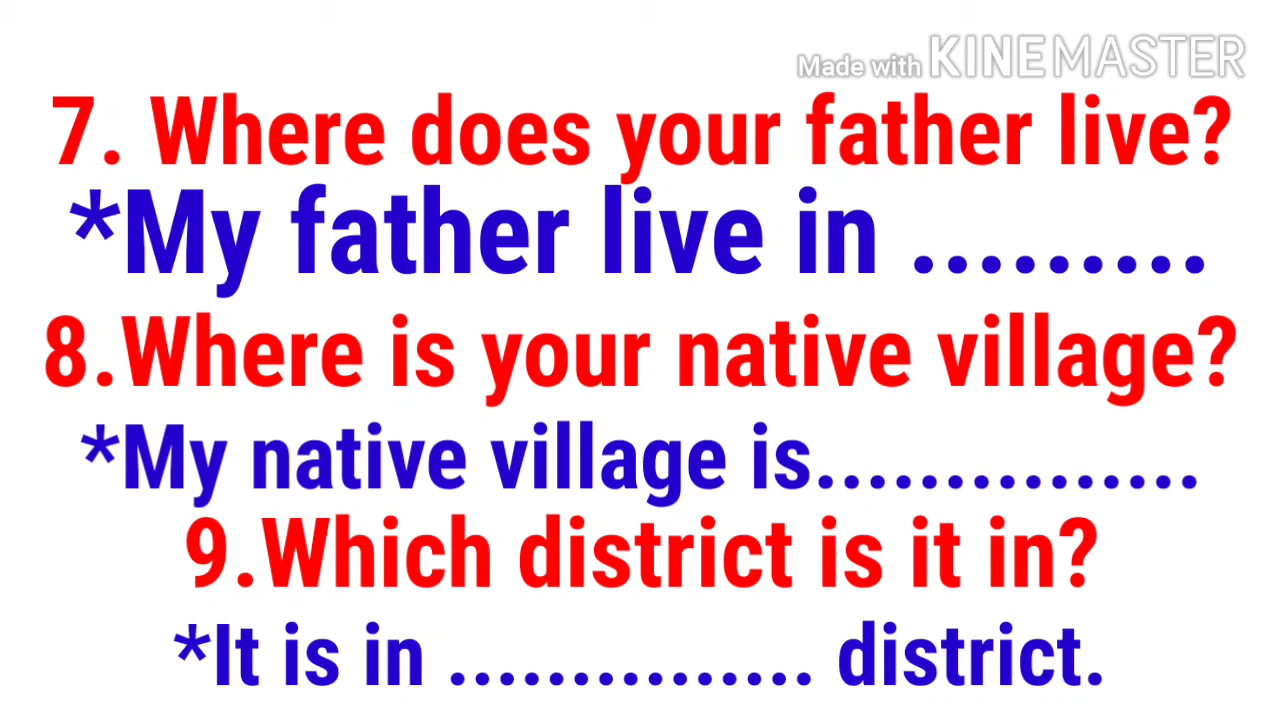 Made with KINEMASTER
7. Where does your father live?
*My father live in .........
8.Where is your native village?
*My native village is...............
9.Which district is it in?
*It is in ............... district.